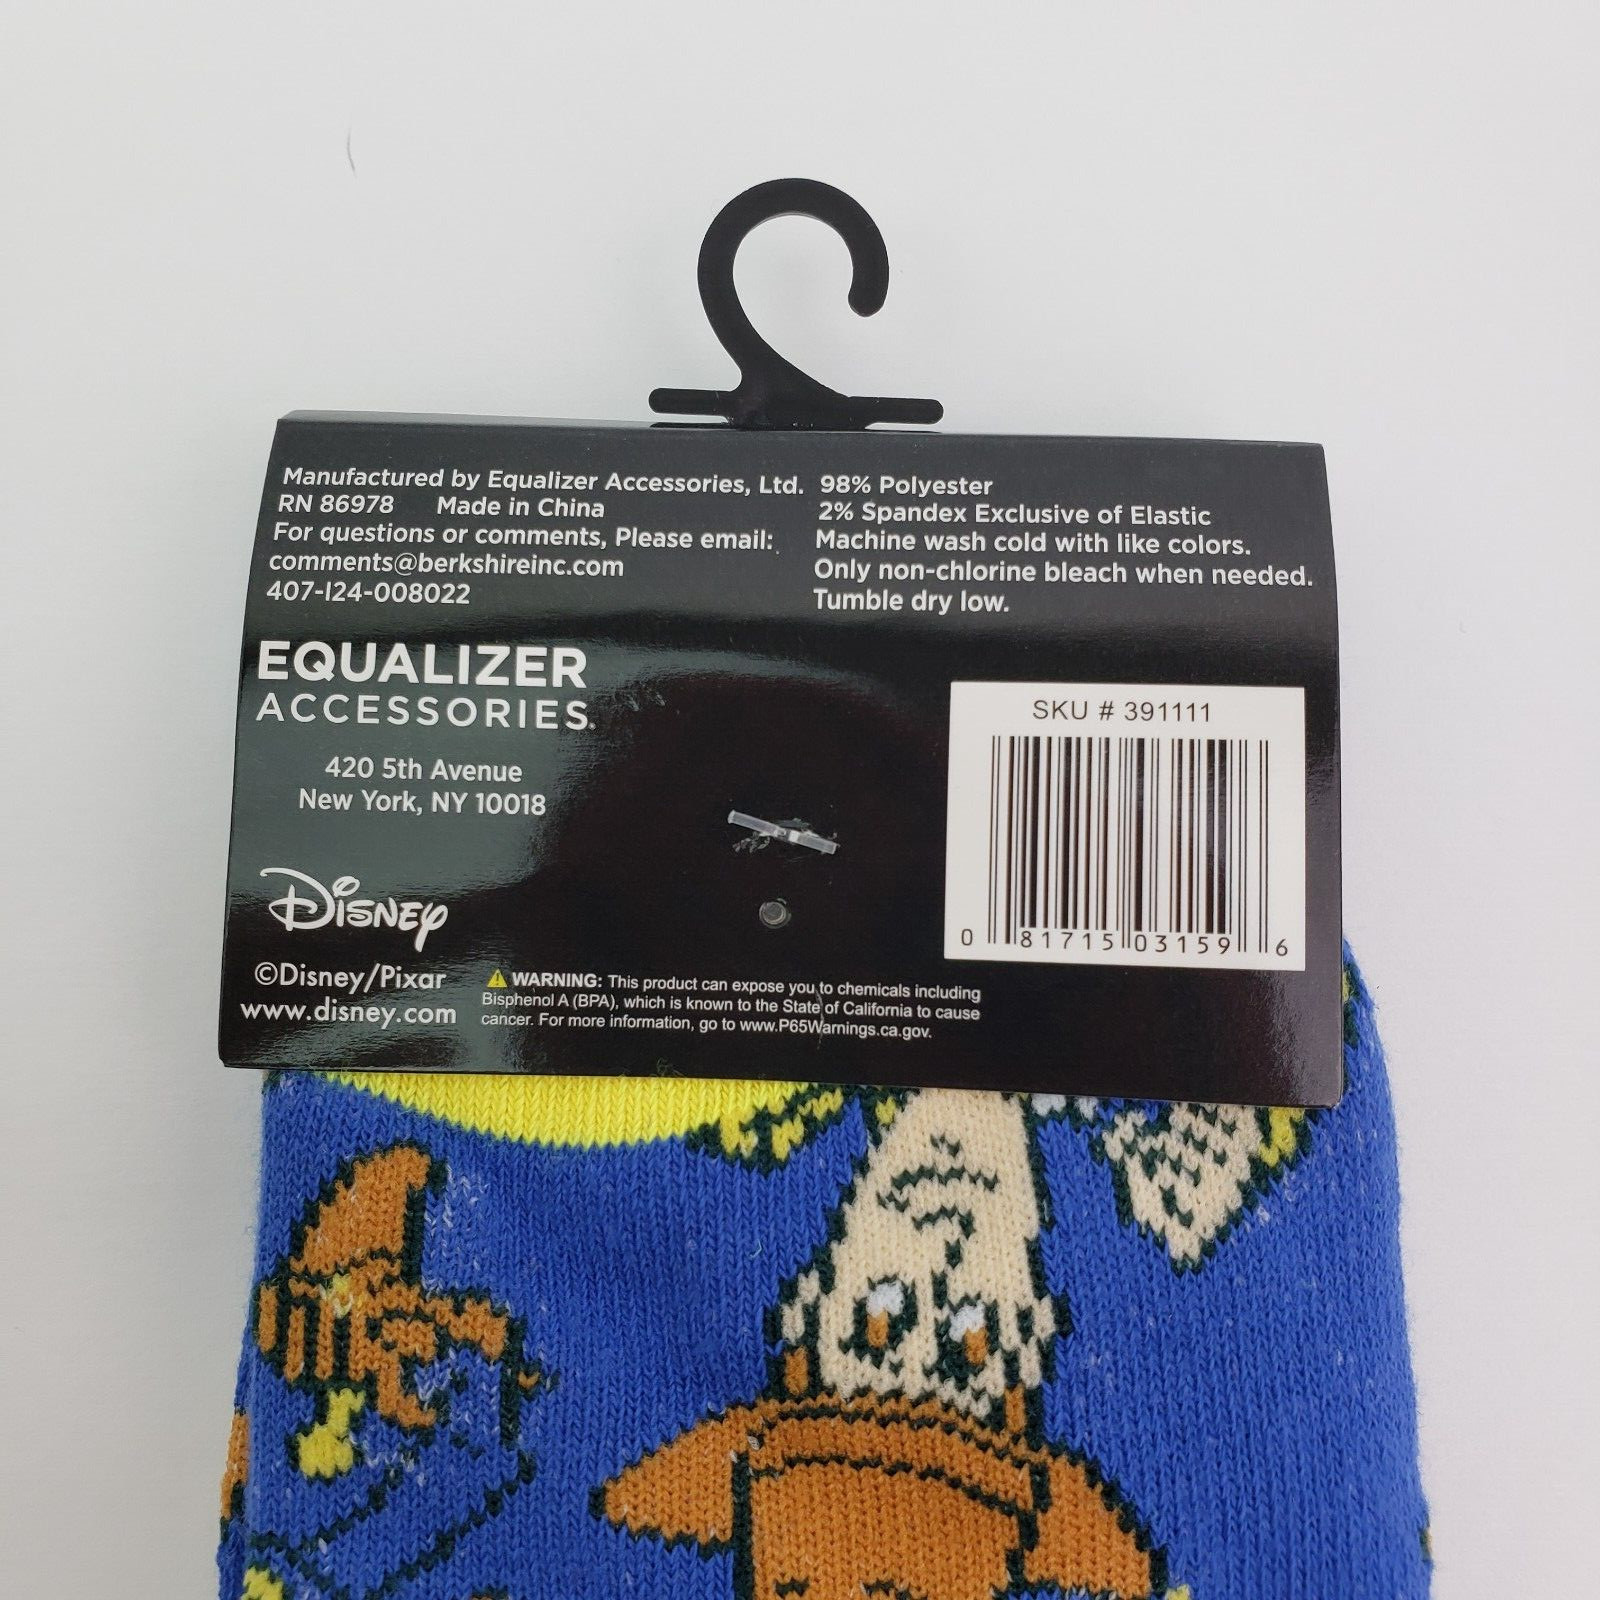 Manufactured by Equalizer Accessories, Ltd.
RN 86978 Made in China
For questions or comments, Please email:
comments@berkshireinc.com
407-I24-008022
98% Polyester
2% Spandex Exclusive of Elastic
Machine wash cold with like colors.
Only non-chlorine bleach when needed.
Tumble dry low.
EQUALIZER
ACCESSORIES.
420 5th Avenue
New York, NY 10018
SKU # 391111
0 81715 03159 6
Disney
©Disney/Pixar
www.disney.com
⚠ WARNING: This product can expose you to chemicals including
Bisphenol A (BPA), which is known to the State of California to cause
cancer. For more information, go to www.P65Warnings.ca.gov.